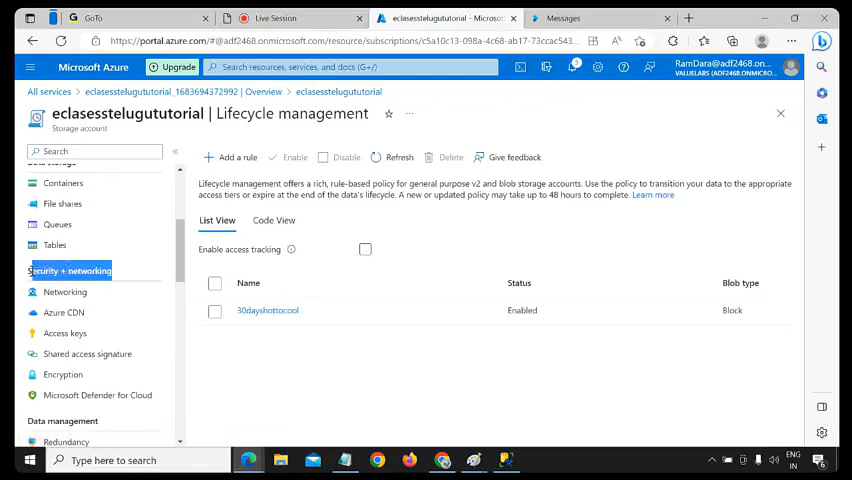 GoTo
Live Session
eclasesstelugututorial - Microsof
Messages
https://portal.azure.com/#@adf2468.onmicrosoft.com/resource/subscriptions/c5a10c13-098a-4c68-ab17-73ccac543...
Microsoft Azure
Upgrade
Search resources, services, and docs (G+/)
5
RamDara@adf2468.on...
VALUELABS (ADF2468.ONMICRO...
All services > eclasesstelugututorial_1683694372992 | Overview > eclasesstelugututorial
eclasesstelugututorial | Lifecycle management
Storage account
Search
Data storage
Containers
File shares
Queues
Tables
Security + networking
Networking
Azure CDN
Access keys
Shared access signature
Encryption
Microsoft Defender for Cloud
Data management
Redundancy
Add a rule
Enable
Disable
Refresh
Delete
Give feedback
Lifecycle management offers a rich, rule-based policy for general purpose v2 and blob storage accounts. Use the policy to transition your data to the appropriate
access tiers or expire at the end of the data's lifecycle. A new or updated policy may take up to 48 hours to complete. Learn more
List View
Code View
Enable access tracking
Name
Status
Blob type
30dayshottocool
Enabled
Block
Type here to search
ENG
IN